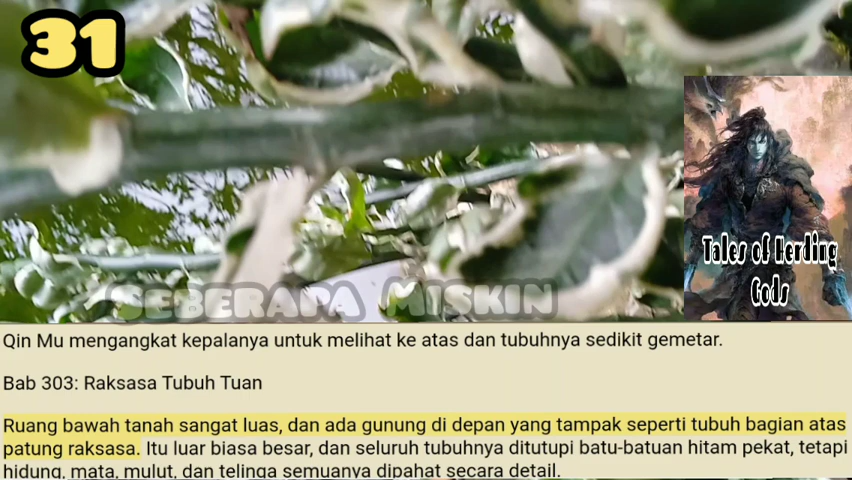 31
Tales of Herding
Gods
SEBERAPA MISKIN
Qin Mu mengangkat kepalanya untuk melihat ke atas dan tubuhnya sedikit gemetar.
Bab 303: Raksasa Tubuh Tuan
Ruang bawah tanah sangat luas, dan ada gunung di depan yang tampak seperti tubuh bagian atas
patung raksasa. Itu luar biasa besar, dan seluruh tubuhnya ditutupi batu-batuan hitam pekat, tetapi
hidung, mata, mulut, dan telinga semuanya dipahat secara detail.